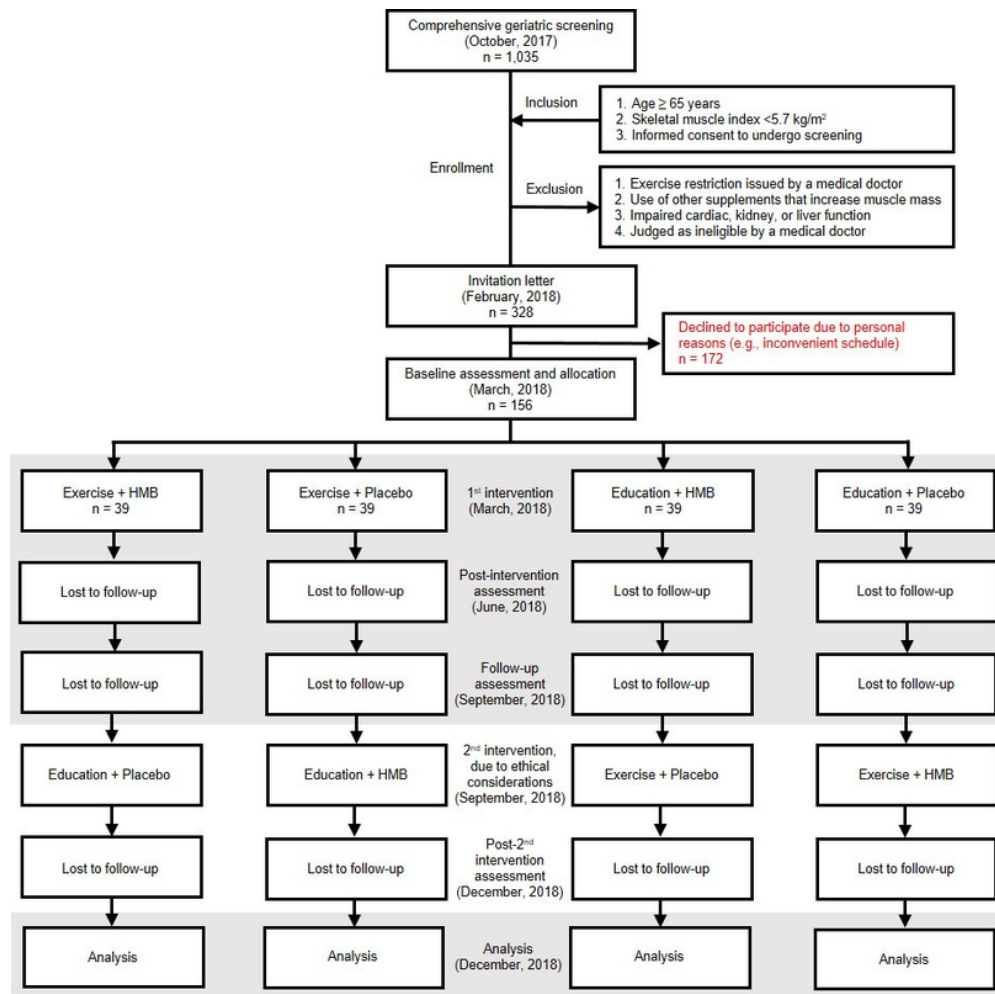 Comprehensive geriatric screening
(October, 2017)
n = 1,035
Inclusion
1. Age ≥ 65 years
2. Skeletal muscle index <5.7 kg/m²
3. Informed consent to undergo screening
Enrollment
Exclusion
1. Exercise restriction issued by a medical doctor
2. Use of other supplements that increase muscle mass
3. Impaired cardiac, kidney, or liver function
4. Judged as ineligible by a medical doctor
Invitation letter
(February, 2018)
n = 328
Declined to participate due to personal
reasons (e.g., inconvenient schedule)
n = 172
Baseline assessment and allocation
(March, 2018)
n = 156
Exercise + HMB
n = 39
Exercise + Placebo
n = 39
1st intervention
(March, 2018)
Education + HMB
n = 39
Education + Placebo
n = 39
Lost to follow-up
Lost to follow-up
Post-intervention
assessment
(June, 2018)
Lost to follow-up
Lost to follow-up
Lost to follow-up
Lost to follow-up
Follow-up
assessment
(September, 2018)
Lost to follow-up
Lost to follow-up
Education + Placebo
Education + HMB
2nd intervention,
due to ethical
considerations
(September, 2018)
Exercise + Placebo
Exercise + HMB
Lost to follow-up
Lost to follow-up
Post-2nd
intervention
assessment
(December, 2018)
Lost to follow-up
Lost to follow-up
Analysis
Analysis
Analysis
(December, 2018)
Analysis
Analysis